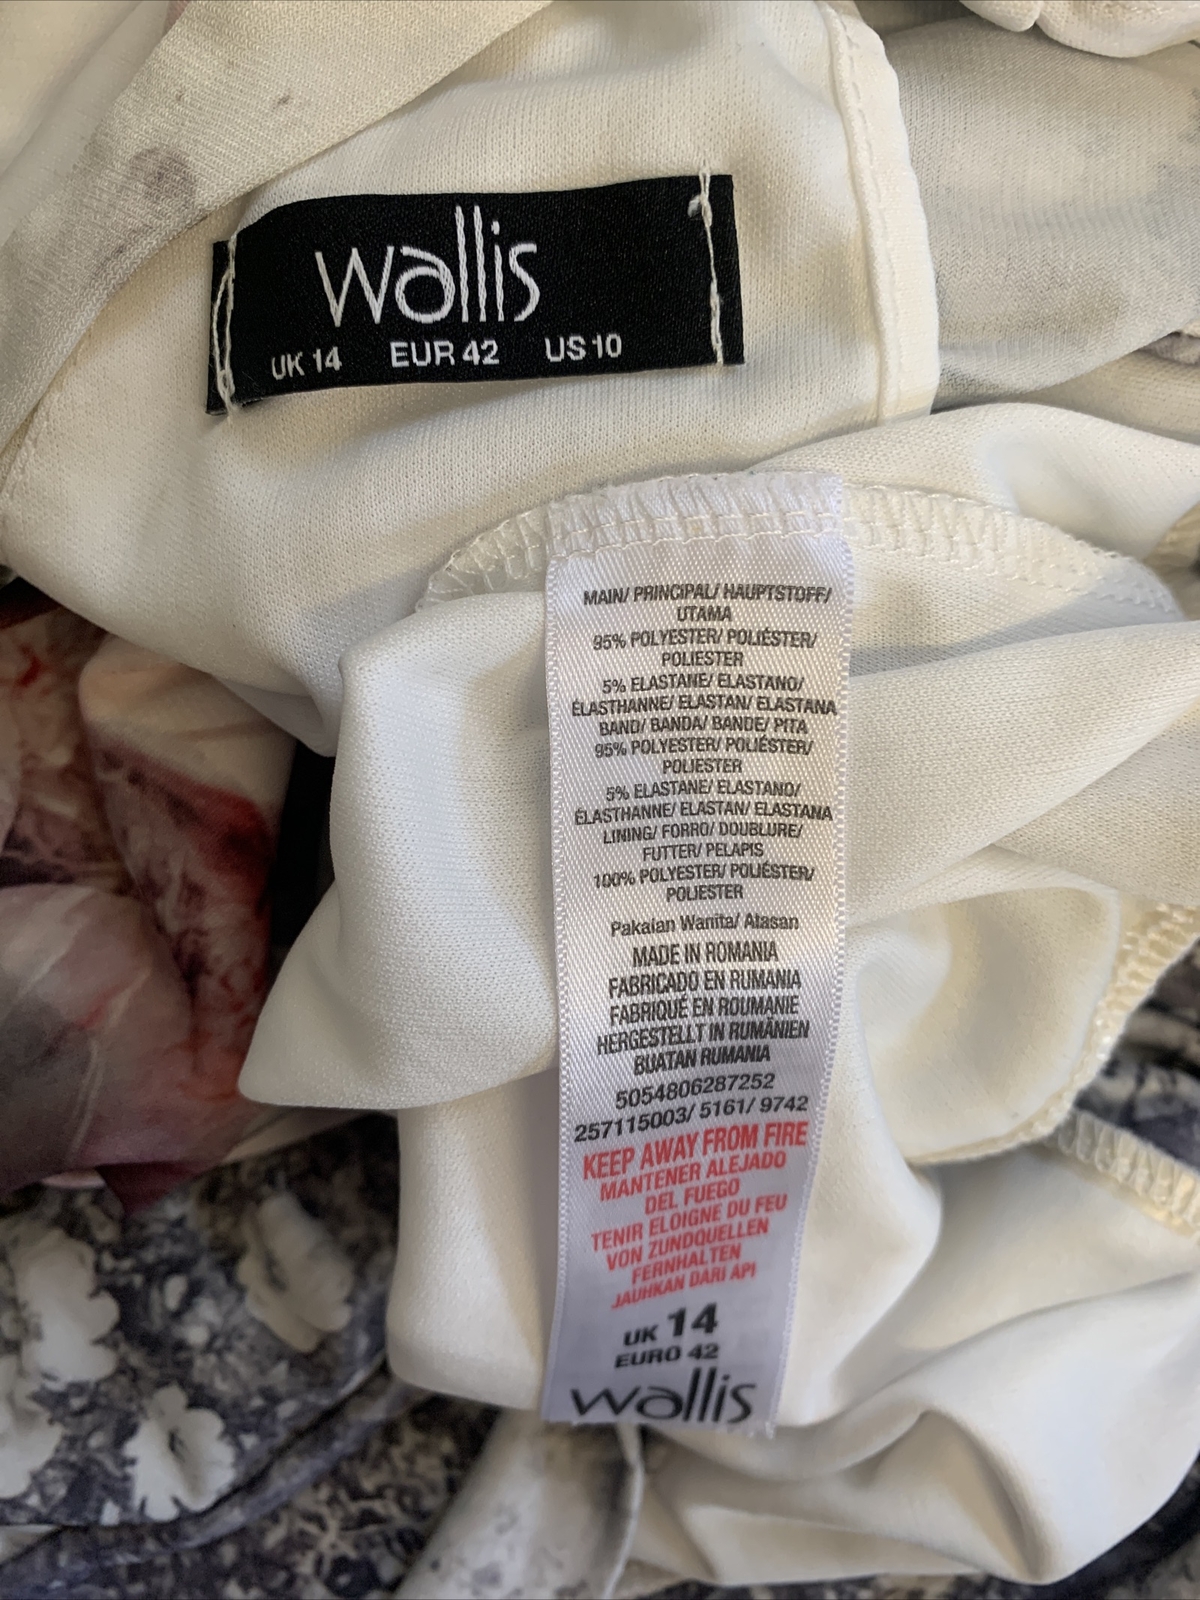 wallis
UK 14 EUR 42 US 10
MAIN/ PRINCIPAL/ HAUPTSTOFF/
UTAMA
95% POLYESTER/ POLIÉSTER/
POLIESTER
5% ELASTANE/ ELASTANO/
ÉLASTHANNE/ ELASTAN/ ELASTANA
BAND/ BANDA/ BANDE/ PITA
95% POLYESTER/ POLIÉSTER/
POLIESTER
5% ELASTANE/ ELASTANO/
ÉLASTHANNE/ ELASTAN/ ELASTANA
LINING/ FORRO/ DOUBLURE/
FUTTER/ PELAPIS
100% POLYESTER/ POLIÉSTER/
POLIESTER
Pakaian Wanita/ Atasan
MADE IN ROMANIA
FABRICADO EN RUMANIA
FABRIQUÉ EN ROUMANIE
HERGESTELLT IN RUMÄNIEN
BUATAN RUMANIA
5054806287252
257115003/ 5161/ 9742
KEEP AWAY FROM FIRE
MANTENER ALEJADO
DEL FUEGO
TENIR ELOIGNE DU FEU
VON ZUNDQUELLEN
FERNHALTEN
JAUHKAN DARI API
UK 14
EURO 42
wallis